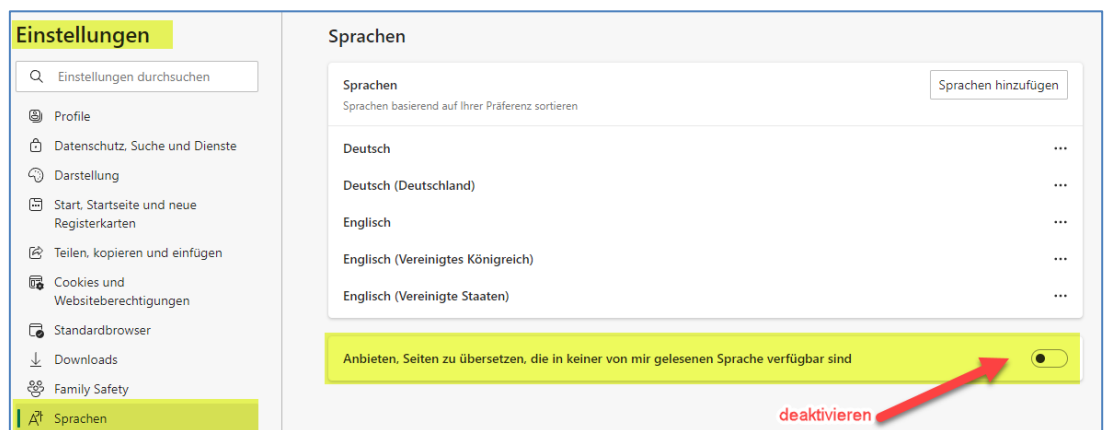 Einstellungen
Einstellungen durchsuchen
Profile
Datenschutz, Suche und Dienste
Darstellung
Start, Startseite und neue
Registerkarten
Teilen, kopieren und einfügen
Cookies und
Websiteberechtigungen
Standardbrowser
Downloads
Family Safety
Sprachen
Sprachen
Sprachen
Sprachen hinzufügen
Sprachen basierend auf Ihrer Präferenz sortieren
Deutsch
Deutsch (Deutschland)
Englisch
Englisch (Vereinigtes Königreich)
Englisch (Vereinigte Staaten)
Anbieten, Seiten zu übersetzen, die in keiner von mir gelesenen Sprache verfügbar sind
deaktivieren